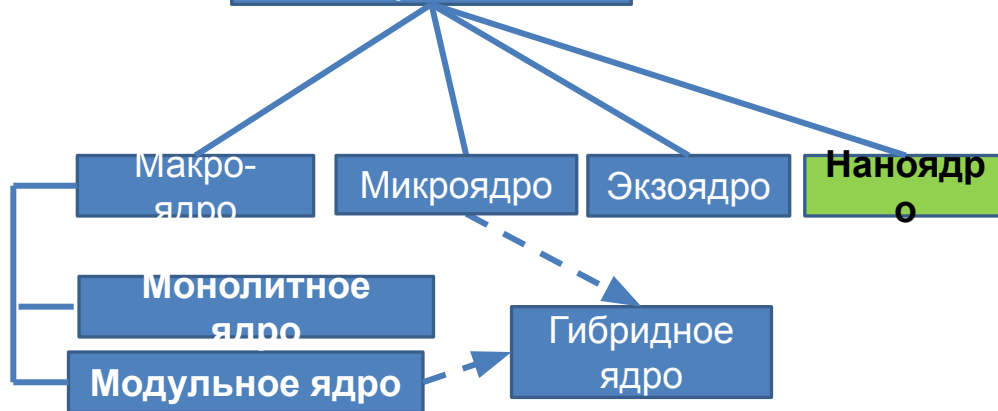 Макро-
ядро
Микроядро
Экзоядро
Наноядр
о
Монолитное
ядро
Модульное ядро
Гибридное
ядро